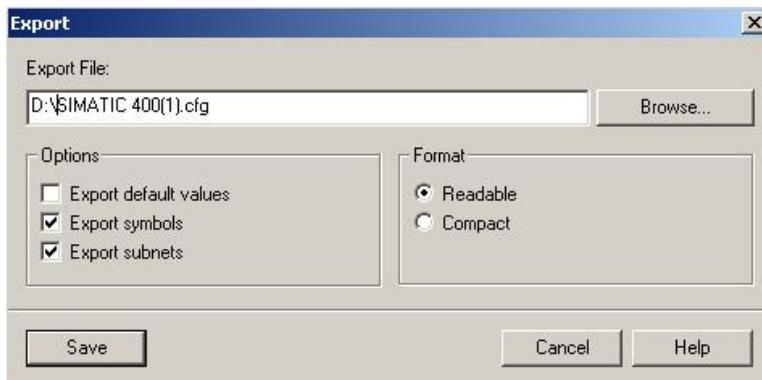 Export
Export File:
D:\SIMATIC 400(1).cfg
Browse...
Options
Export default values
Export symbols
Export subnets
Format
Readable
Compact
Save
Cancel
Help